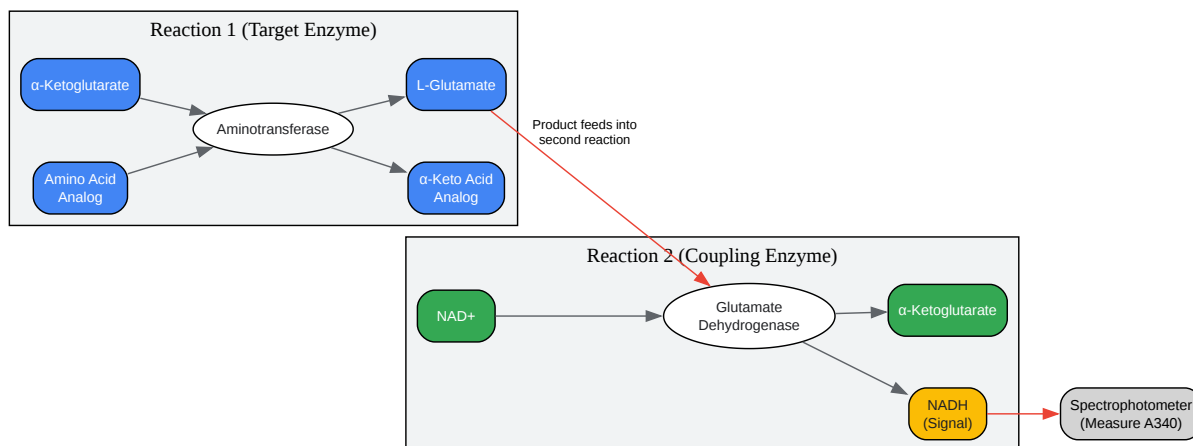 Reaction 1 (Target Enzyme)
α-Ketoglutarate
L-Glutamate
Aminotransferase
Amino Acid
Analog
α-Keto Acid
Analog
Product feeds into
second reaction
Reaction 2 (Coupling Enzyme)
NAD+
Glutamate
Dehydrogenase
α-Ketoglutarate
NADH
(Signal)
Spectrophotometer
(Measure A340)